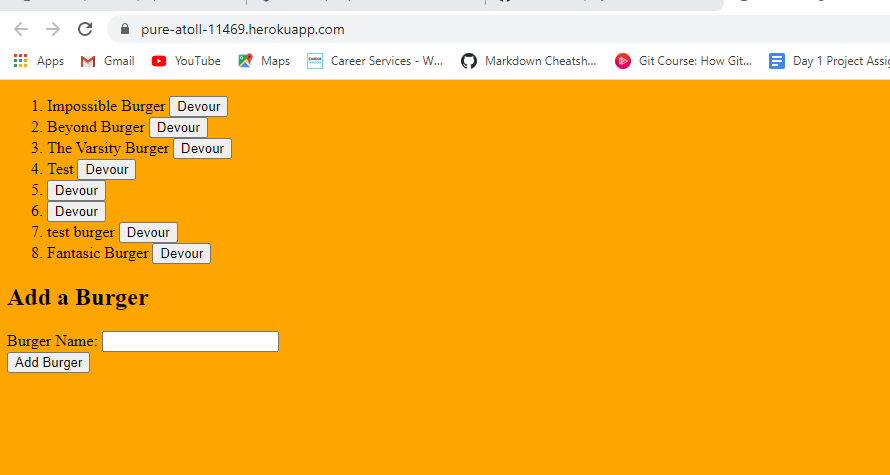 pure-atoll-11469.herokuapp.com
Apps Gmail YouTube Maps Career Services - W... Markdown Cheatsh... Git Course: How Git... Day 1 Project Assig
1. Impossible Burger Devour
2. Beyond Burger Devour
3. The Varsity Burger Devour
4. Test Devour
5. Devour
6. Devour
7. test burger Devour
8. Fantasic Burger Devour
Add a Burger
Burger Name:
Add Burger